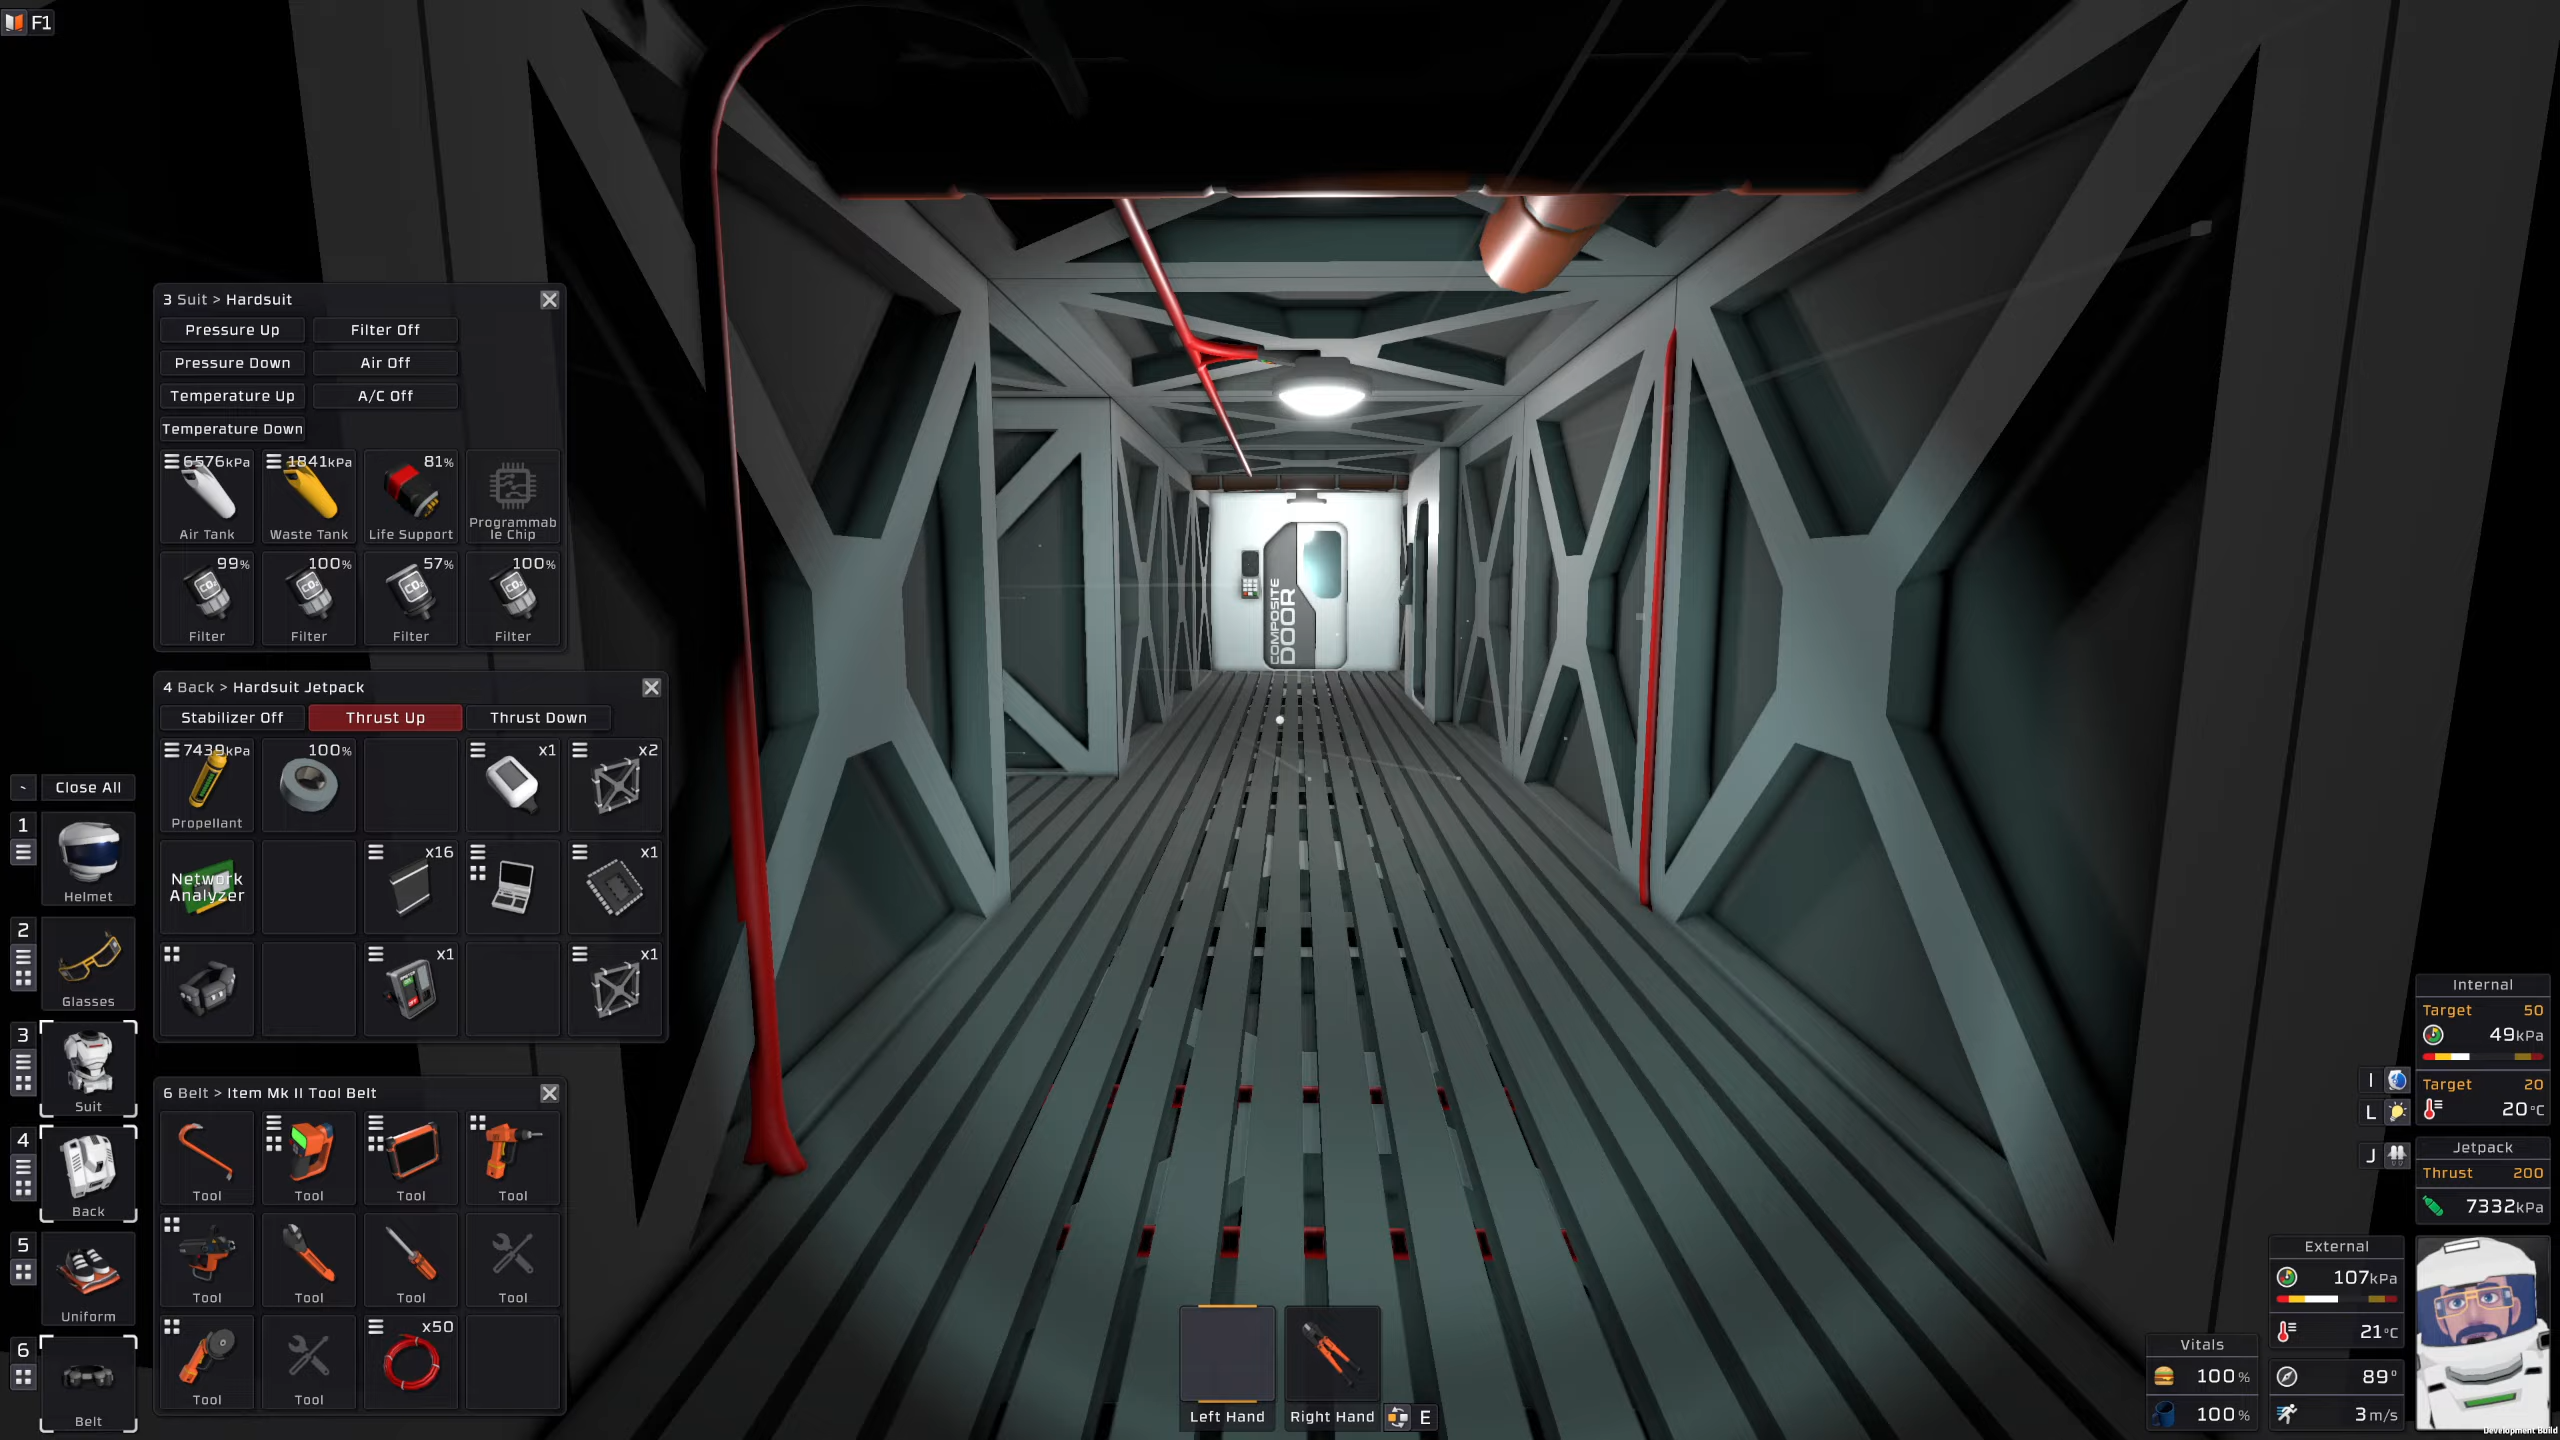 F1
3 Suit > Hardsuit
Pressure Up
Filter Off
Pressure Down
Air Off
Temperature Up
A/C Off
Temperature Down
6576kPa
1841kPa
81%
Air Tank
Waste Tank
Life Support
Programmab
le Chip
99%
100%
57%
100%
Filter
Filter
Filter
Filter
4 Back > Hardsuit Jetpack
Stabilizer Off
Thrust Up
Thrust Down
7439kPa
100%
x1
x2
Propellant
Network
Analyzer
x16
x1
x1
x1
6 Belt > Item Mk II Tool Belt
Tool
Tool
Tool
Tool
Tool
Tool
Tool
Tool
x50
Tool
Tool
~
Close All
1
Helmet
2
Glasses
3
Suit
4
Back
5
Uniform
6
Belt
COMPOSITE
DOOR
Left Hand
Right Hand
E
Internal
Target 50
49kPa
Target 20
20°C
I
L
J
Jetpack
Thrust 200
7332kPa
External
107kPa
21°C
Vitals
100%
100%
89°
3m/s
Development Build